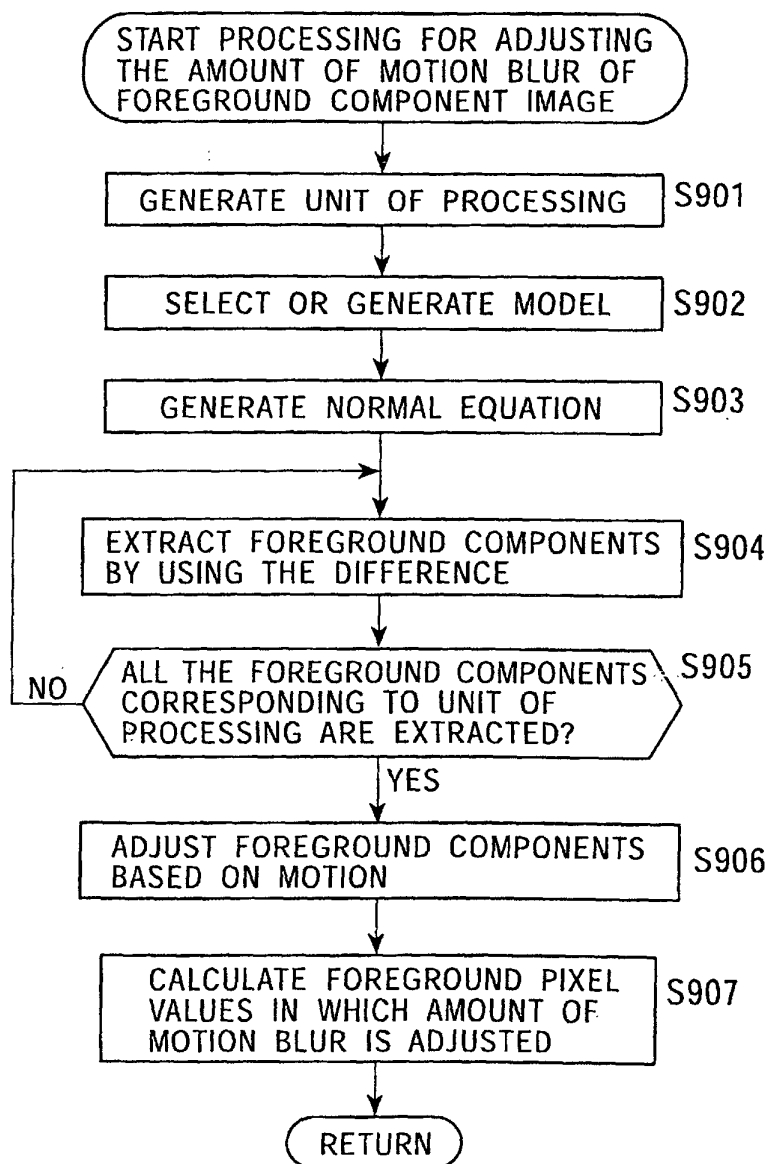 START PROCESSING FOR ADJUSTING
THE AMOUNT OF MOTION BLUR OF
FOREGROUND COMPONENT IMAGE
GENERATE UNIT OF PROCESSING
S901
SELECT OR GENERATE MODEL
S902
GENERATE NORMAL EQUATION
S903
EXTRACT FOREGROUND COMPONENTS
BY USING THE DIFFERENCE
S904
ALL THE FOREGROUND COMPONENTS
CORRESPONDING TO UNIT OF
PROCESSING ARE EXTRACTED?
S905
NO
YES
ADJUST FOREGROUND COMPONENTS
BASED ON MOTION
S906
CALCULATE FOREGROUND PIXEL
VALUES IN WHICH AMOUNT OF
MOTION BLUR IS ADJUSTED
S907
RETURN